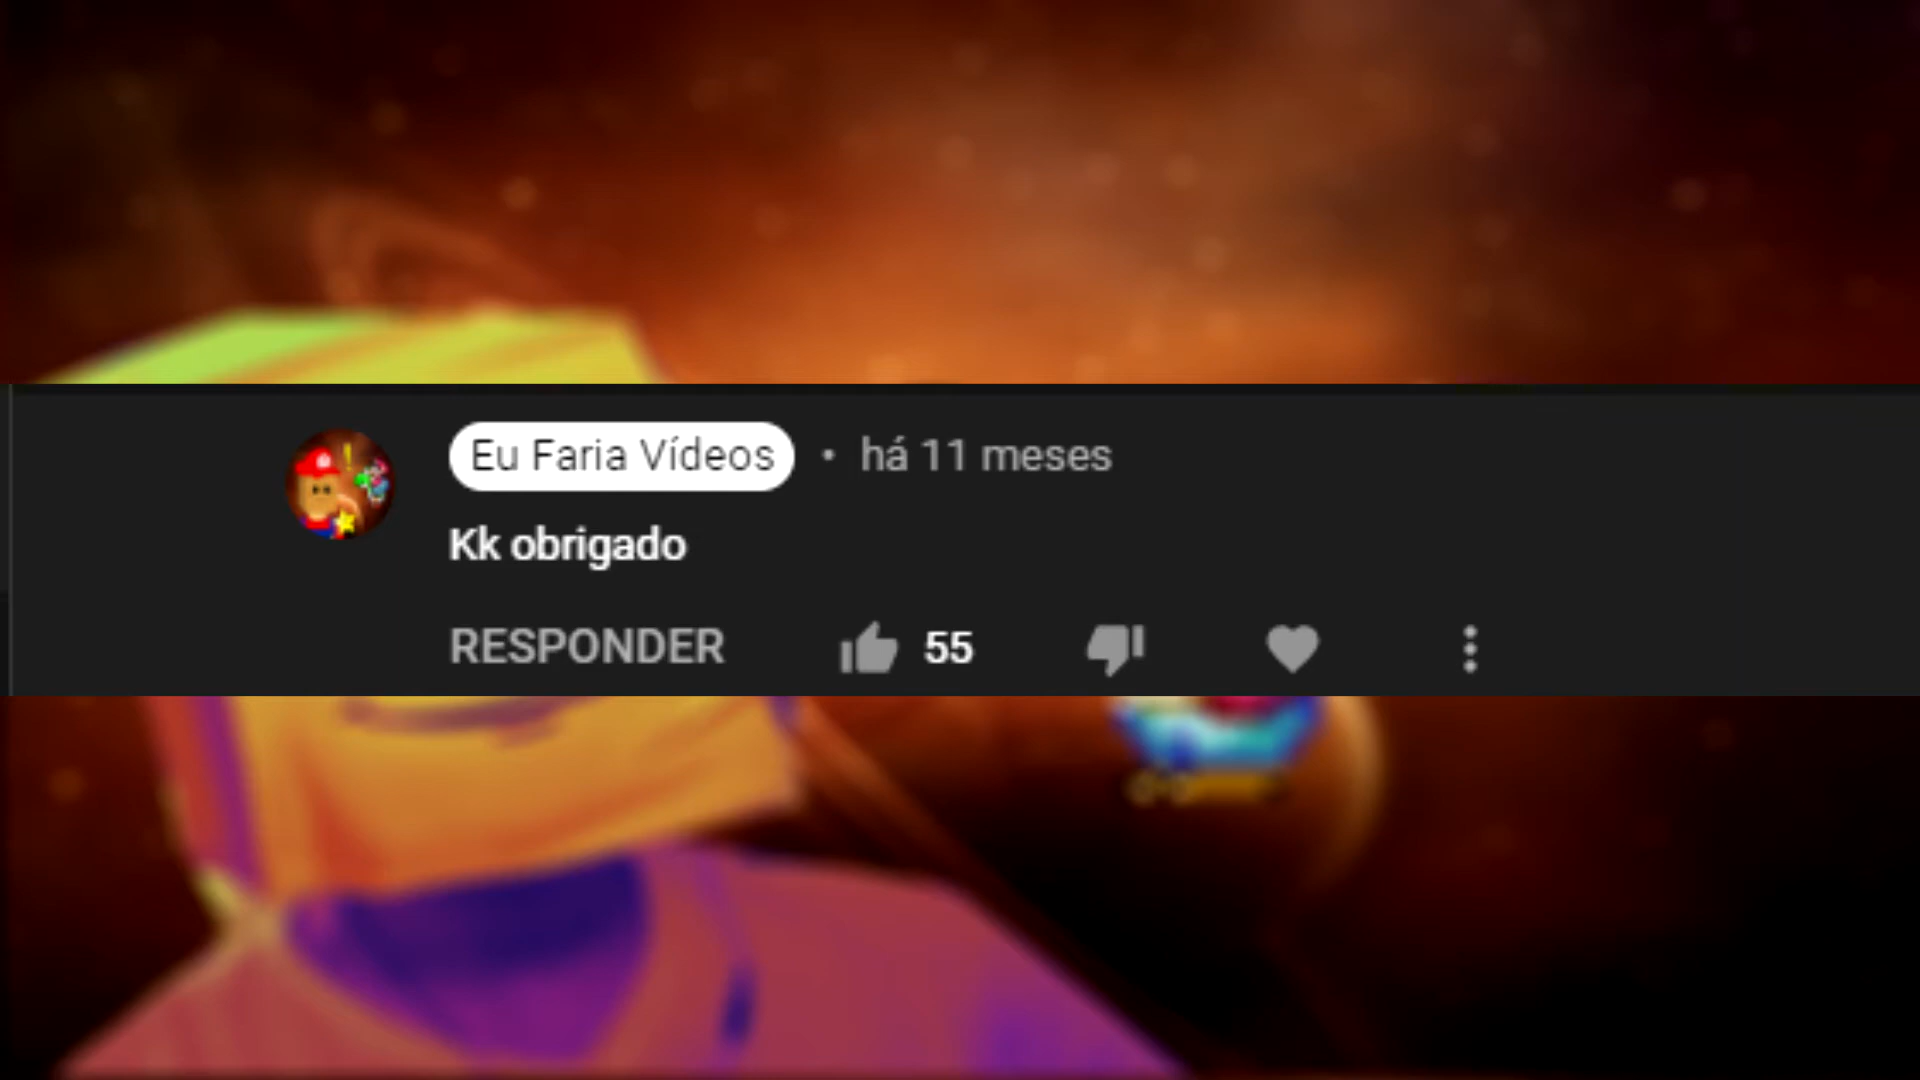 Eu Faria Vídeos • há 11 meses
Kk obrigado
RESPONDER 55